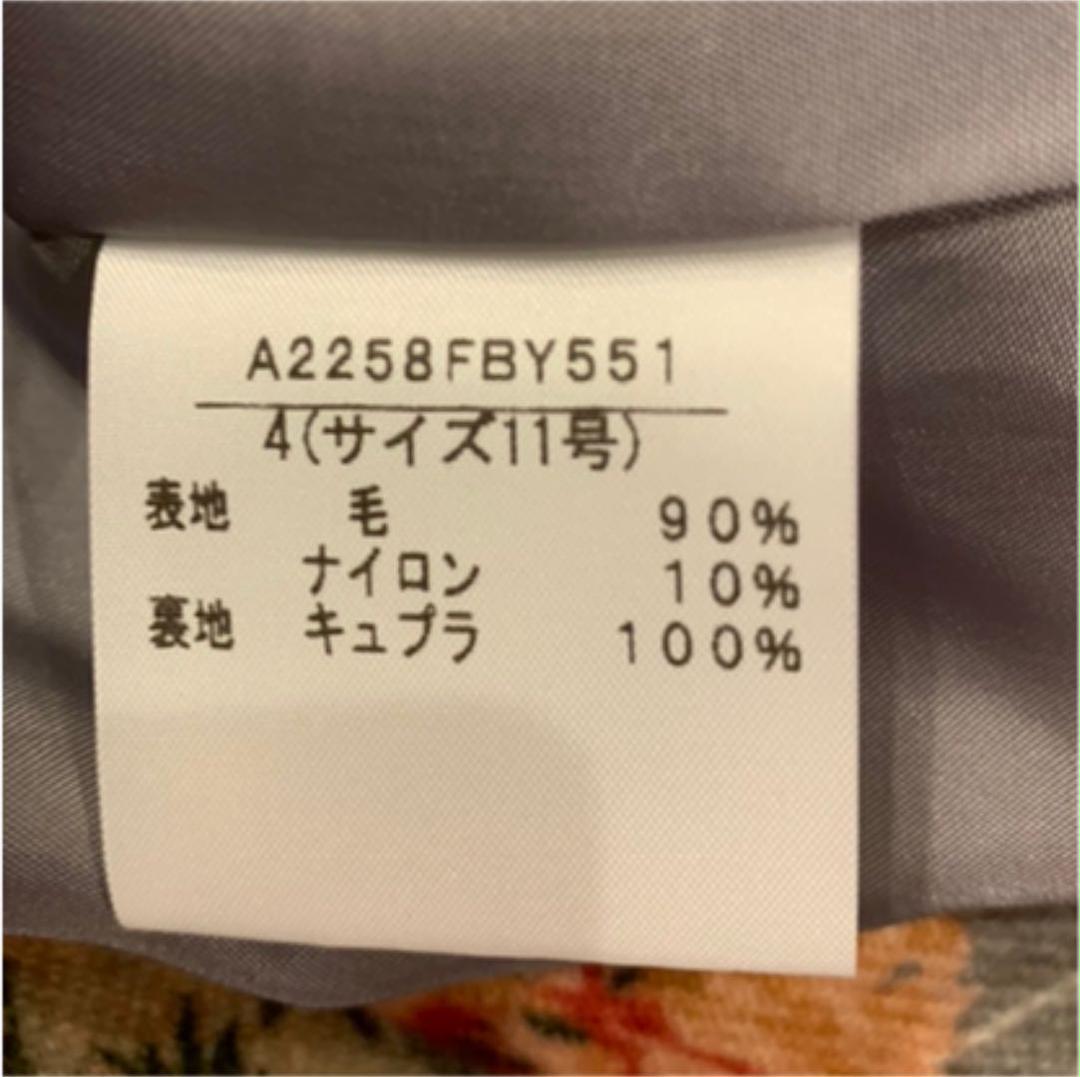 A2258FBY551
4(サイズ11号)
表地 毛 90%
ナイロン 10%
裏地 キュプラ 100%